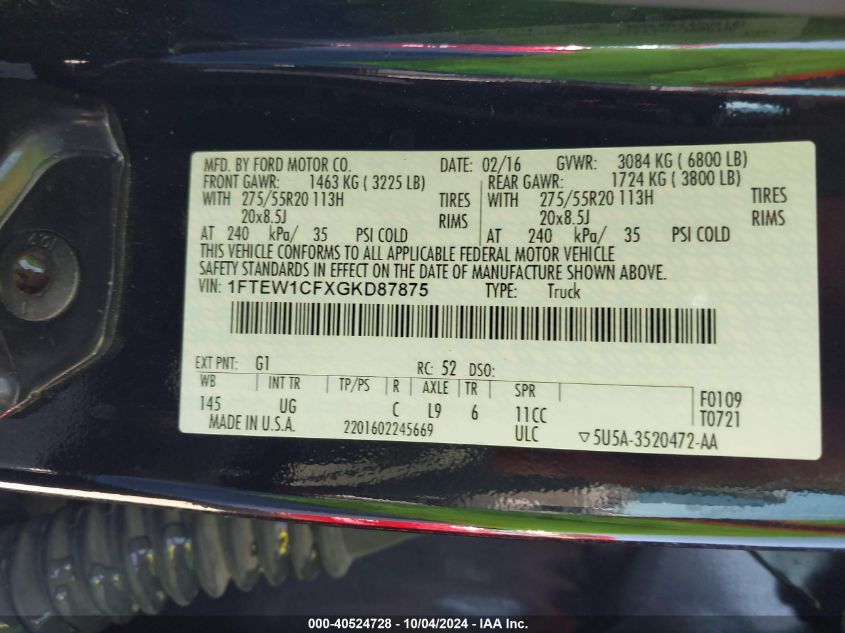 MFD. BY FORD MOTOR CO. DATE: 02/16 GVWR: 3084 KG ( 6800 LB)
FRONT GAWR: 1463 KG ( 3225 LB) REAR GAWR: 1724 KG ( 3800 LB)
WITH 275/55R20 113H TIRES WITH 275/55R20 113H TIRES
20x8.5J RIMS 20x8.5J RIMS
AT 240 kPa/ 35 PSI COLD AT 240 kPa/ 35 PSI COLD
THIS VEHICLE CONFORMS TO ALL APPLICABLE FEDERAL MOTOR VEHICLE
SAFETY STANDARDS IN EFFECT ON THE DATE OF MANUFACTURE SHOWN ABOVE.
VIN: 1FTEW1CFXGKD87875 TYPE: Truck
EXT PNT: G1 RC: 52 DSO:
WB INT TR TP/PS R AXLE TR SPR
145 UG C L9 6 11CC F0109
T0721
MADE IN U.S.A. 2201602245669 ULC ▽5U5A-3520472-AA
000-40524728 - 10/04/2024 - IAA Inc.